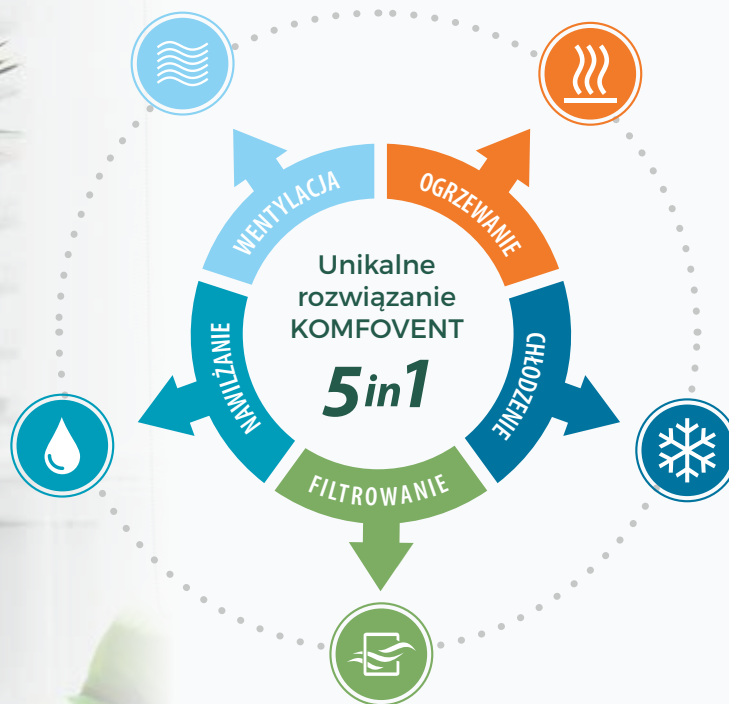 WENTYLACJA
OGRZEWANIE
Unikalne
rozwiązanie
KOMFOVENT
5in1
NAWILŻANIE
CHŁODZENIE
FILTROWANIE